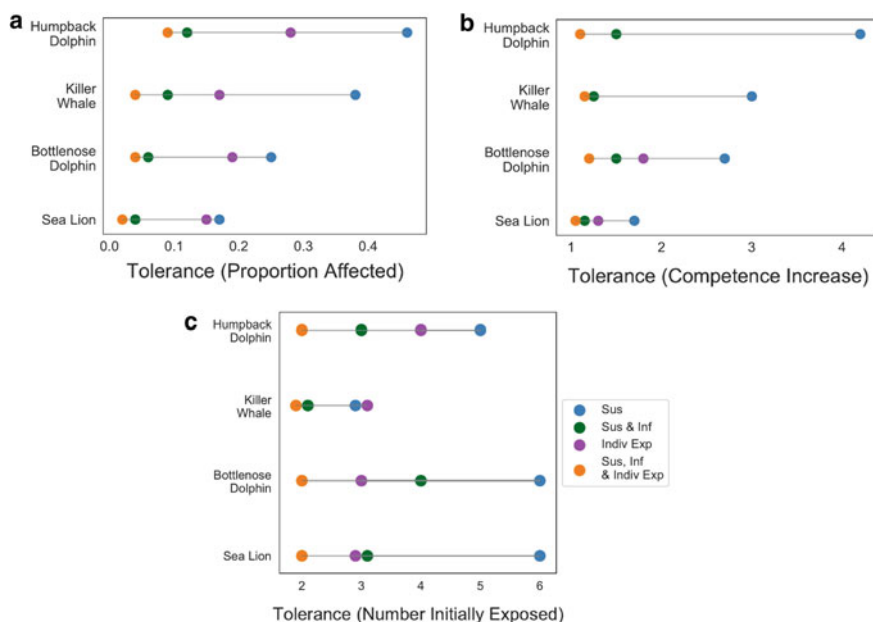 a
Humpback
Dolphin
Killer
Whale
Bottlenose
Dolphin
Sea Lion
0.0 0.1 0.2 0.3 0.4
Tolerance (Proportion Affected)
b
Humpback
Dolphin
Killer
Whale
Bottlenose
Dolphin
Sea Lion
1 2 3 4
Tolerance (Competence Increase)
c
Humpback
Dolphin
Killer
Whale
Bottlenose
Dolphin
Sea Lion
2 3 4 5 6
Tolerance (Number Initially Exposed)
Sus
Sus & Inf
Indiv Exp
Sus, Inf
& Indiv Exp